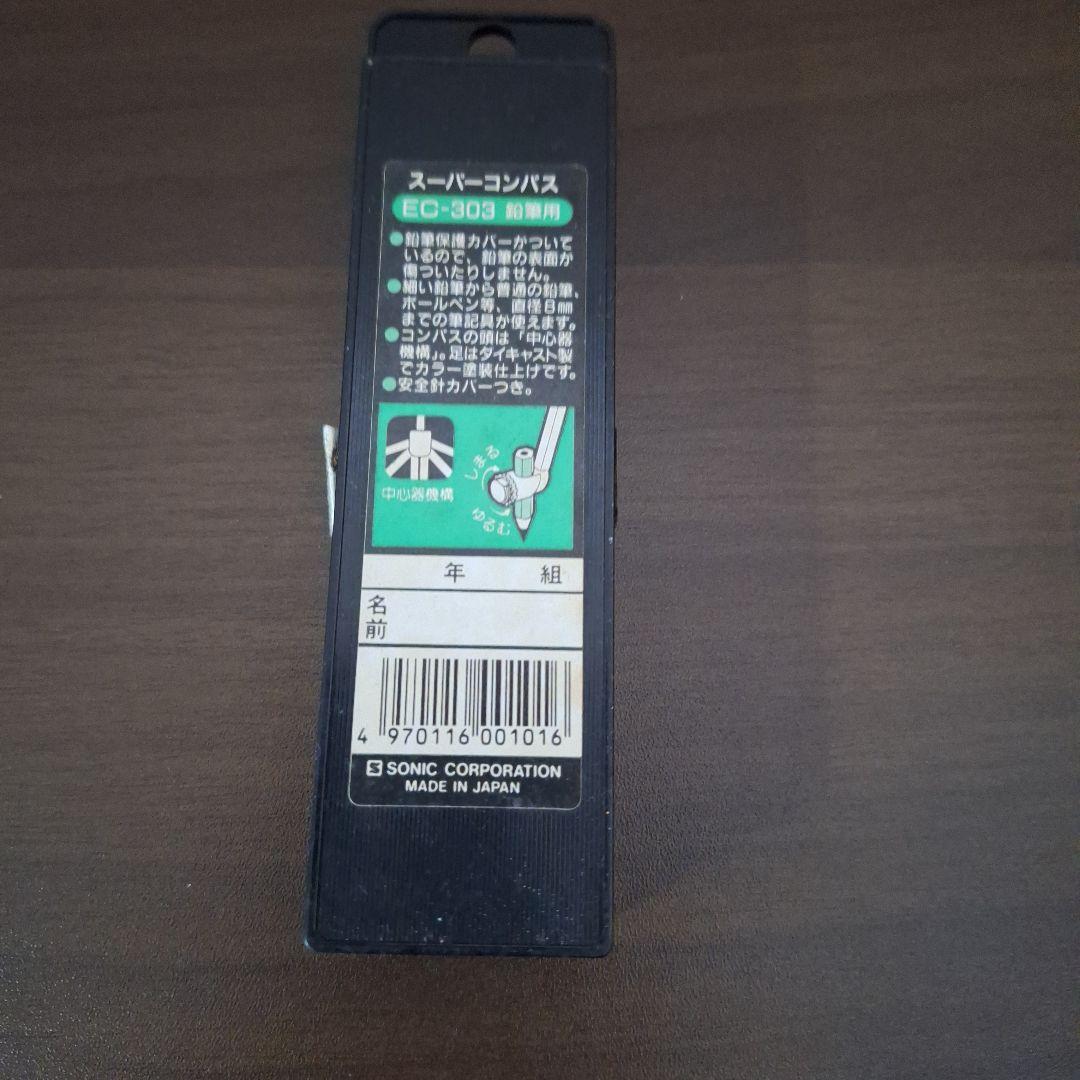 スーパーコンパス
EC-303 鉛筆用
●鉛筆保護カバーがついて
いるので、鉛筆の表面が
傷ついたりしません。
●細い鉛筆から普通の鉛筆、
ボールペン等、直径8mm
までの筆記具が使えます。
●コンパスの頭は「中心器
機構」。足はダイキャスト製
でカラー塗装仕上げです。
●安全針カバーつき。
しまる
ゆるむ
中心器機構
年 組
名前
4 970116 001016
S SONIC CORPORATION
MADE IN JAPAN